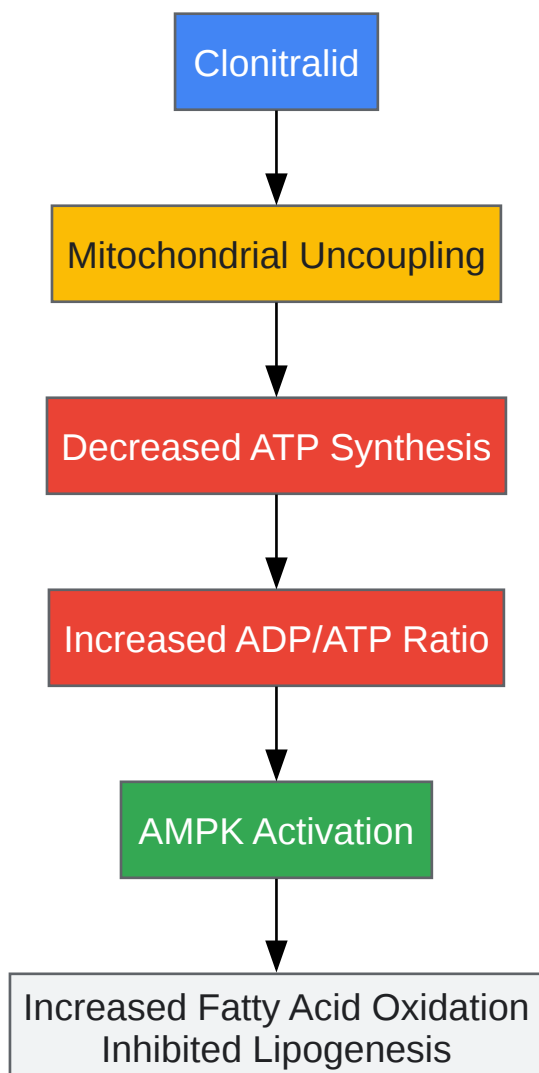 Clonitralid
Mitochondrial Uncoupling
Decreased ATP Synthesis
Increased ADP/ATP Ratio
AMPK Activation
Increased Fatty Acid Oxidation
Inhibited Lipogenesis